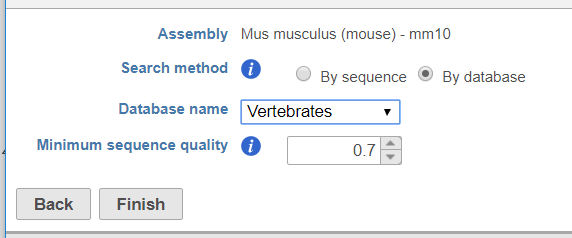 Assembly Mus musculus (mouse) - mm10
Search method i By sequence By database
Database name Vertebrates
Minimum sequence quality i 0.7
Back Finish